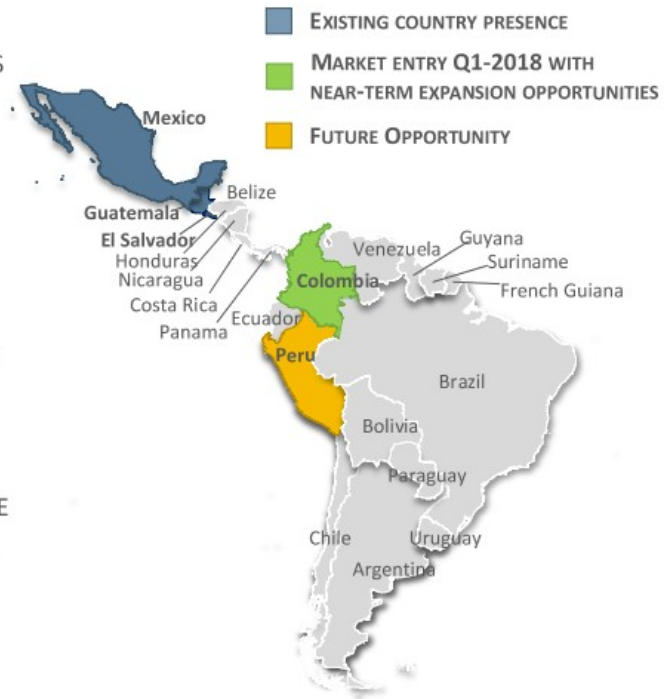 EXISTING COUNTRY PRESENCE
MARKET ENTRY Q1-2018 WITH
NEAR-TERM EXPANSION OPPORTUNITIES
FUTURE OPPORTUNITY
S
Mexico
Belize
Guatemala
El Salvador
Honduras
Nicaragua
Costa Rica
Panama
Venezuela
Guyana
Suriname
French Guiana
Colombia
Ecuador
Peru
Brazil
Bolivia
Paraguay
E
Chile
Uruguay
Argentina